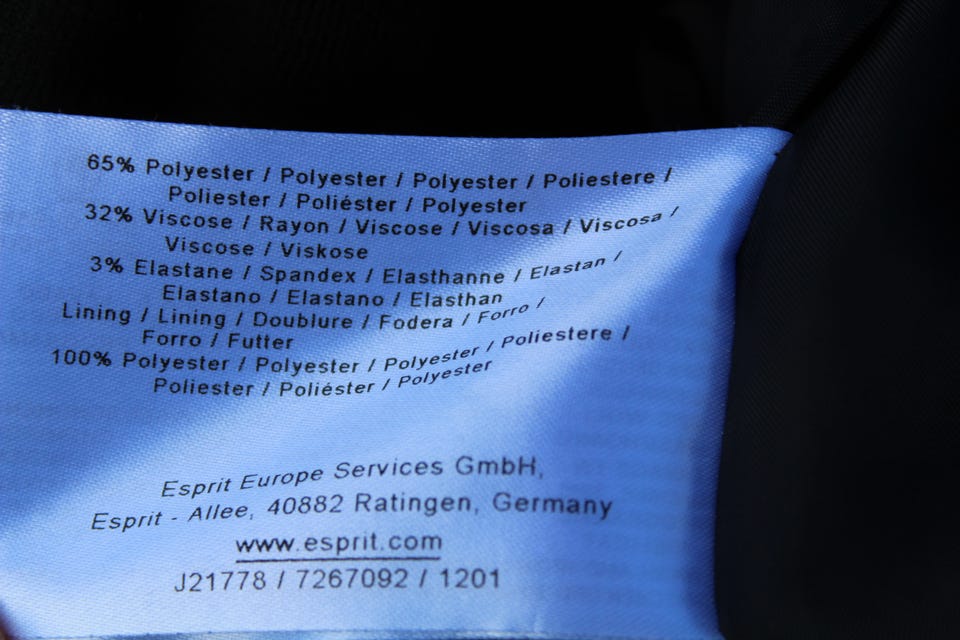 65% Polyester / Polyester / Polyester / Poliestere /
Poliester / Poliéster / Polyester
32% Viscose / Rayon / Viscose / Viscosa / Viscosa /
Viscose / Viskose
3% Elastane / Spandex / Elasthanne / Elastan /
Elastano / Elastano / Elasthan
Lining / Lining / Doublure / Fodera / Forro /
Forro / Futter
100% Polyester / Polyester / Polyester / Poliestere /
Poliester / Poliéster / Polyester
Esprit Europe Services GmbH,
Esprit - Allee, 40882 Ratingen, Germany
www.esprit.com
J21778 / 7267092 / 1201